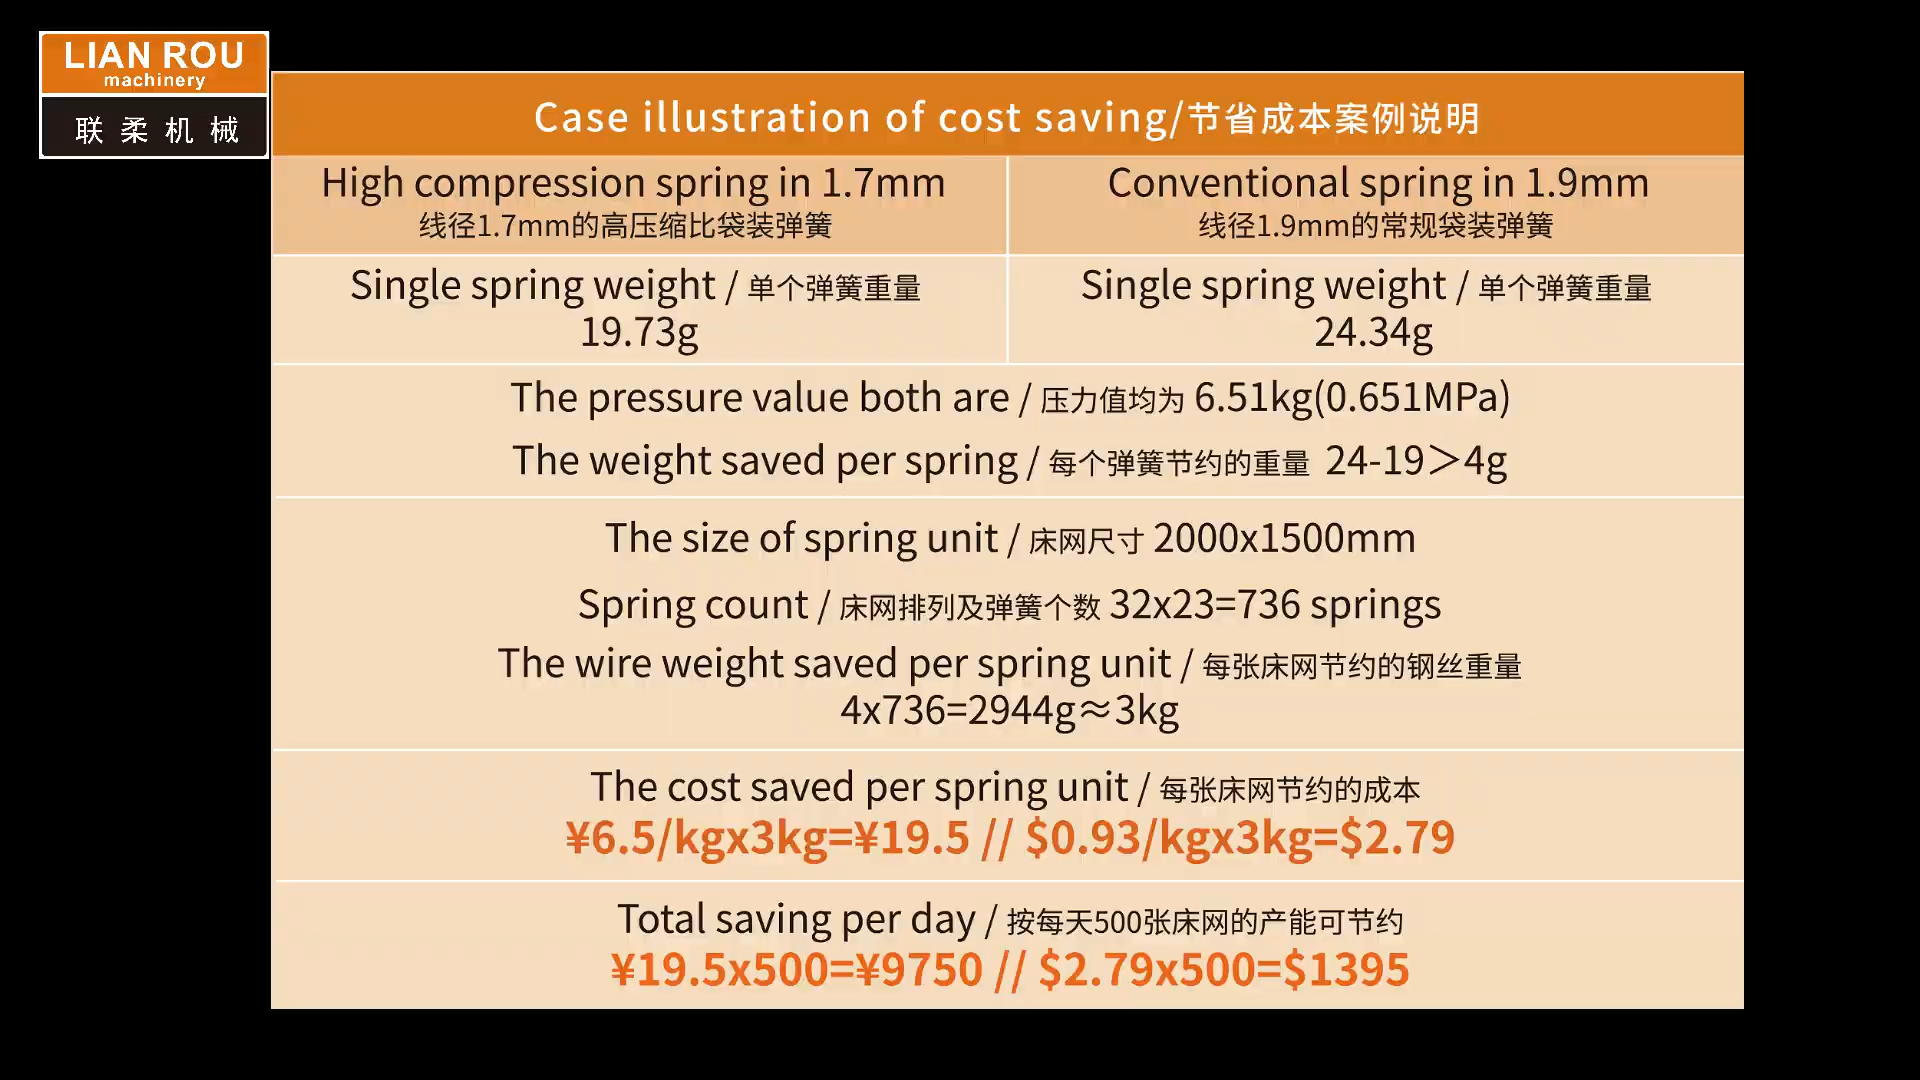 LIAN ROU
machinery
联柔机械
Case illustration of cost saving/节省成本案例说明
High compression spring in 1.7mm
线径1.7mm的高压缩比袋装弹簧
Conventional spring in 1.9mm
线径1.9mm的常规袋装弹簧
Single spring weight / 单个弹簧重量
19.73g
Single spring weight / 单个弹簧重量
24.34g
The pressure value both are / 压力值均为 6.51kg(0.651MPa)
The weight saved per spring / 每个弹簧节约的重量 24-19＞4g
The size of spring unit / 床网尺寸 2000x1500mm
Spring count / 床网排列及弹簧个数 32x23=736 springs
The wire weight saved per spring unit / 每张床网节约的钢丝重量
4x736=2944g≈3kg
The cost saved per spring unit / 每张床网节约的成本
¥6.5/kgx3kg=¥19.5 // $0.93/kgx3kg=$2.79
Total saving per day / 按每天500张床网的产能可节约
¥19.5x500=¥9750 // $2.79x500=$1395